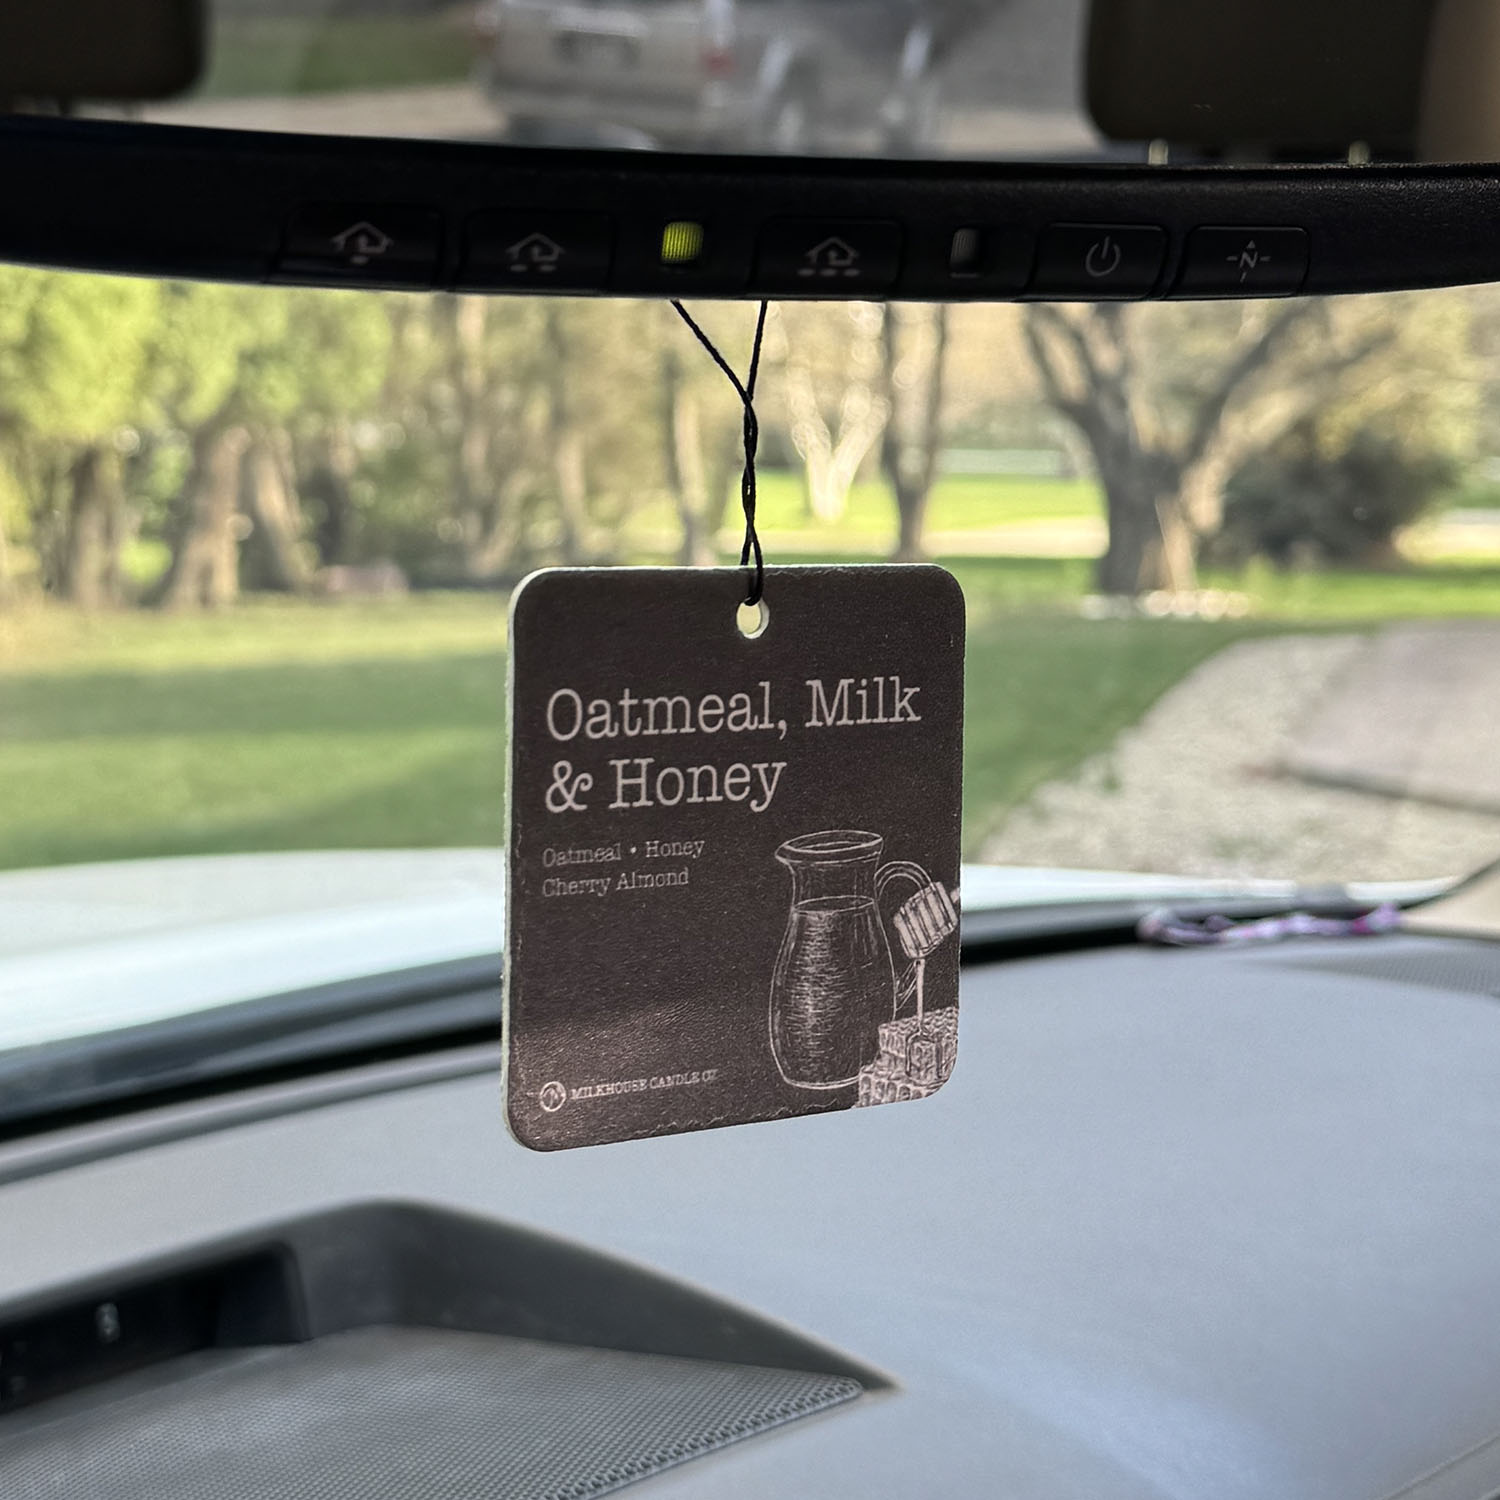 N
Oatmeal, Milk
& Honey
Oatmeal • Honey
Cherry Almond
MILKHOUSE CANDLE CO.